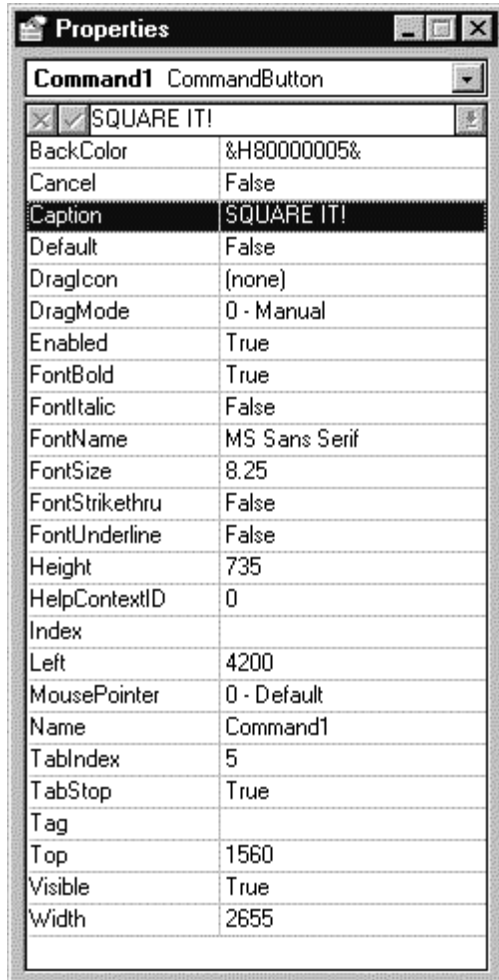 Properties
Command1 CommandButton
SQUARE IT!
BackColor &H80000005&
Cancel False
Caption SQUARE IT!
Default False
DragIcon (none)
DragMode 0 - Manual
Enabled True
FontBold True
FontItalic False
FontName MS Sans Serif
FontSize 8.25
FontStrikethru False
FontUnderline False
Height 735
HelpContextID 0
Index
Left 4200
MousePointer 0 - Default
Name Command1
TabIndex 5
TabStop True
Tag
Top 1560
Visible True
Width 2655